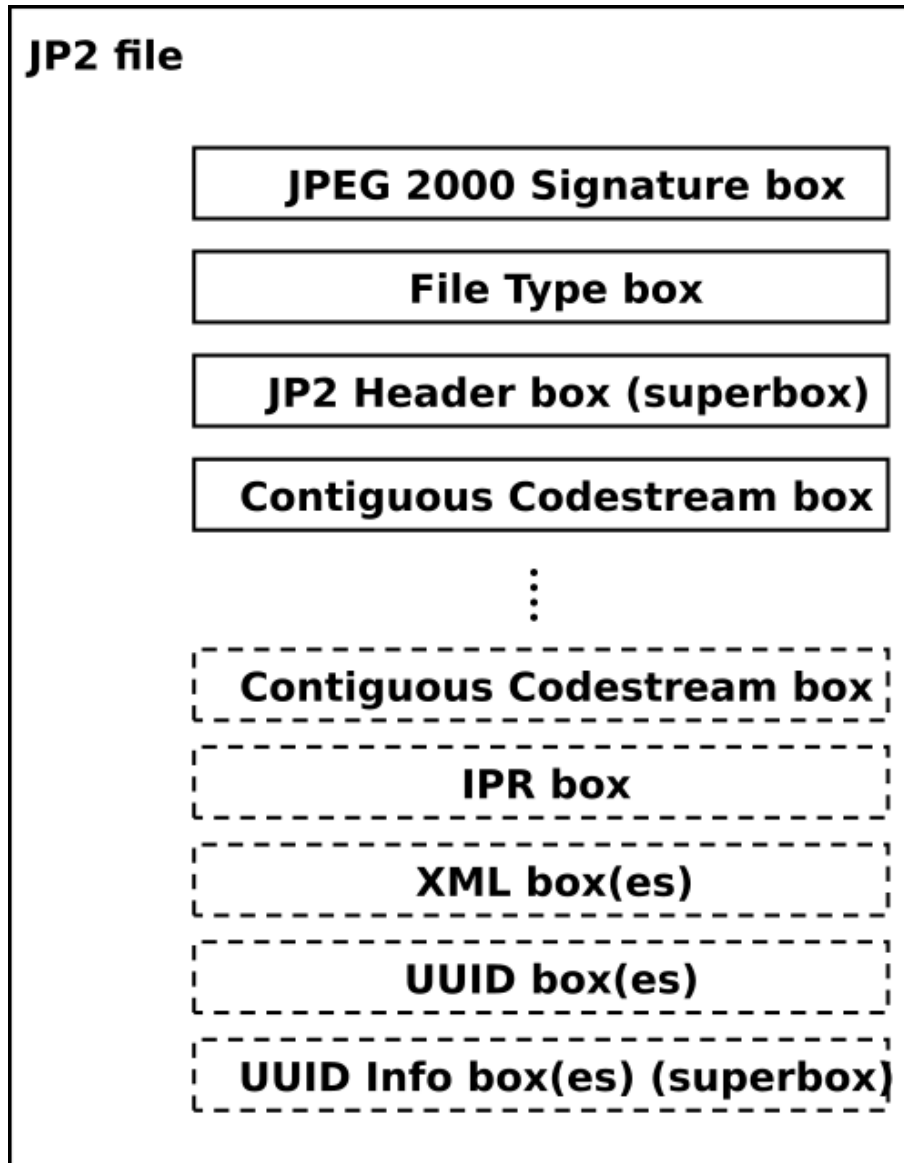 JP2 file
JPEG 2000 Signature box
File Type box
JP2 Header box (superbox)
Contiguous Codestream box
Contiguous Codestream box
IPR box
XML box(es)
UUID box(es)
UUID Info box(es) (superbox)